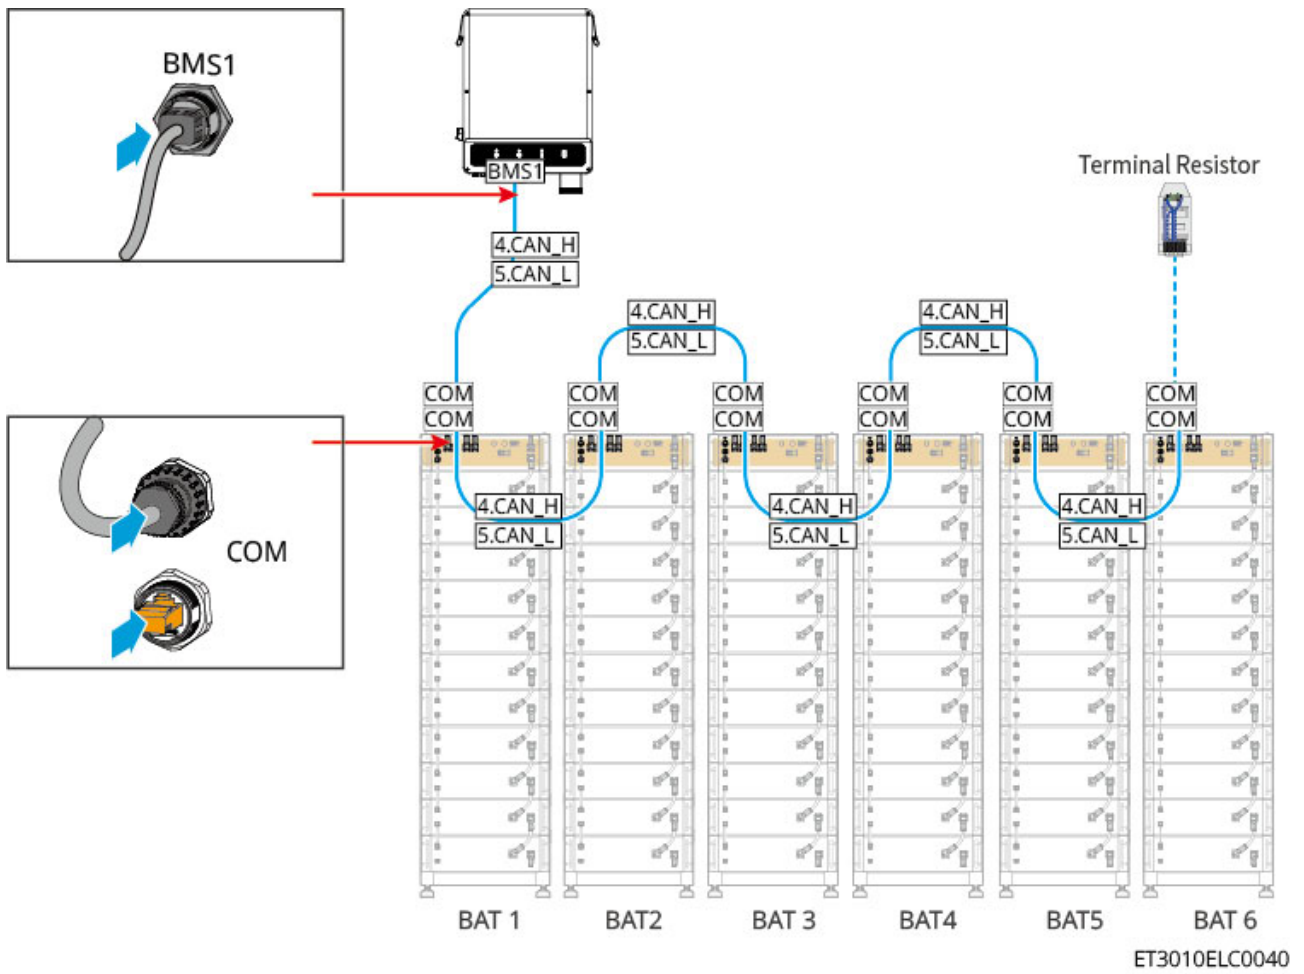 BMS1
BMS1
Terminal Resistor
4.CAN_H
5.CAN_L
4.CAN_H
5.CAN_L
4.CAN_H
5.CAN_L
COM COM COM COM COM COM
COM COM COM COM COM COM
4.CAN_H
5.CAN_L
4.CAN_H
5.CAN_L
4.CAN_H
5.CAN_L
COM
BAT 1 BAT2 BAT 3 BAT4 BAT5 BAT 6
ET3010ELC0040